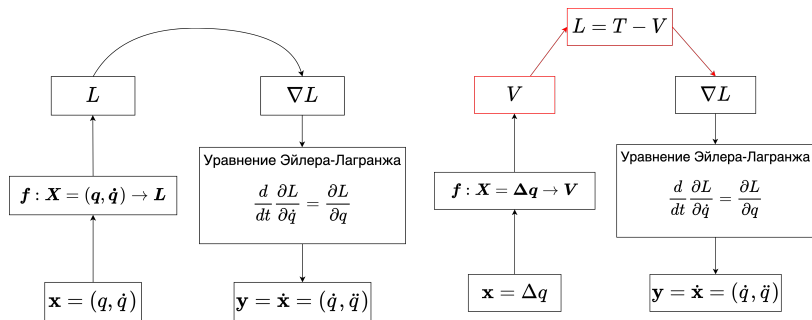 L
∇L
Уравнение Эйлера-Лагранжа
d/dt ∂L/∂q̇ = ∂L/∂q
f : X = (q, q̇) → L
x = (q, q̇)
y = ẋ = (q̇, q̈)
L = T − V
V
∇L
Уравнение Эйлера-Лагранжа
d/dt ∂L/∂q̇ = ∂L/∂q
f : X = Δq → V
x = Δq
y = ẋ = (q̇, q̈)